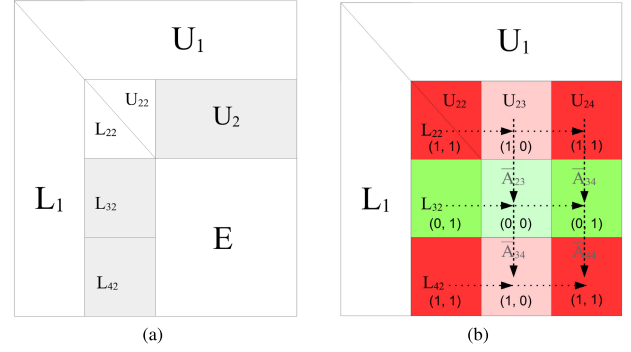 U1
U22
L22
U2
L1
L32
E
L42
(a)
U1
U22 U23 U24
L22
(1, 1) (1, 0) (1, 1)
L1
A23 A34
L32
(0, 1) (0, 0) (0, 1)
A34 A44
L42
(1, 1) (1, 0) (1, 1)
(b)